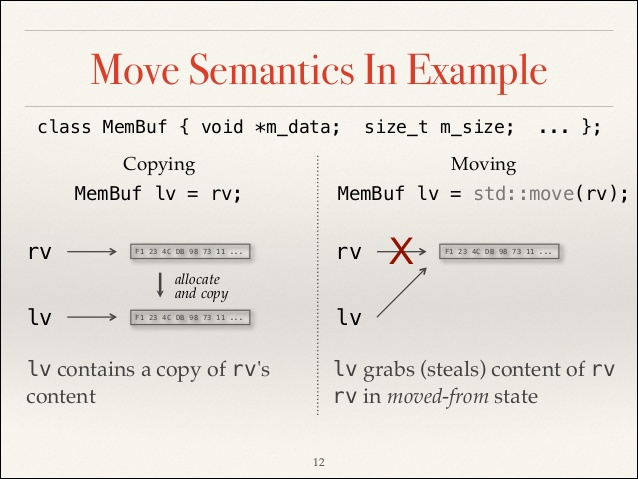 Move Semantics In Example
class MemBuf { void *m_data;  size_t m_size;  ... };
Copying
MemBuf lv = rv;
rv
F1 23 4C DB 98 73 11 ...
allocate
and copy
lv
F1 23 4C DB 98 73 11 ...
lv contains a copy of rv's
content
Moving
MemBuf lv = std::move(rv);
rv
X
F1 23 4C DB 98 73 11 ...
lv
lv grabs (steals) content of rv
rv in moved-from state
12